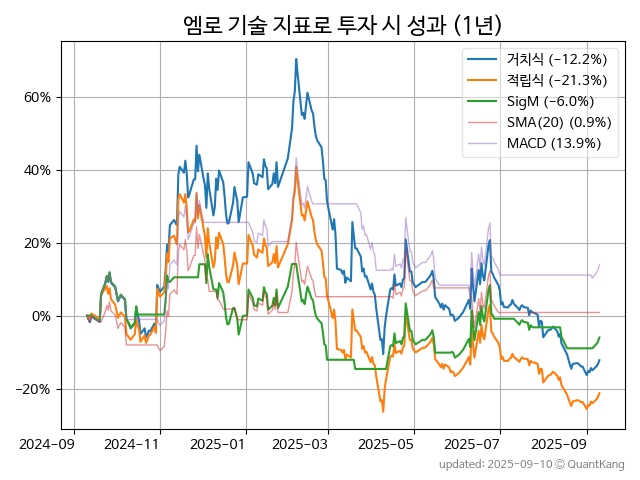 엠로 기술 지표로 투자 시 성과 (1년)
거치식 (−12.2%)
적립식 (−21.3%)
SigM (−6.0%)
SMA(20) (0.9%)
MACD (13.9%)
60%
40%
20%
0%
−20%
2024-09
2024-11
2025-01
2025-03
2025-05
2025-07
2025-09
updated: 2025-09-10 © QuantKang